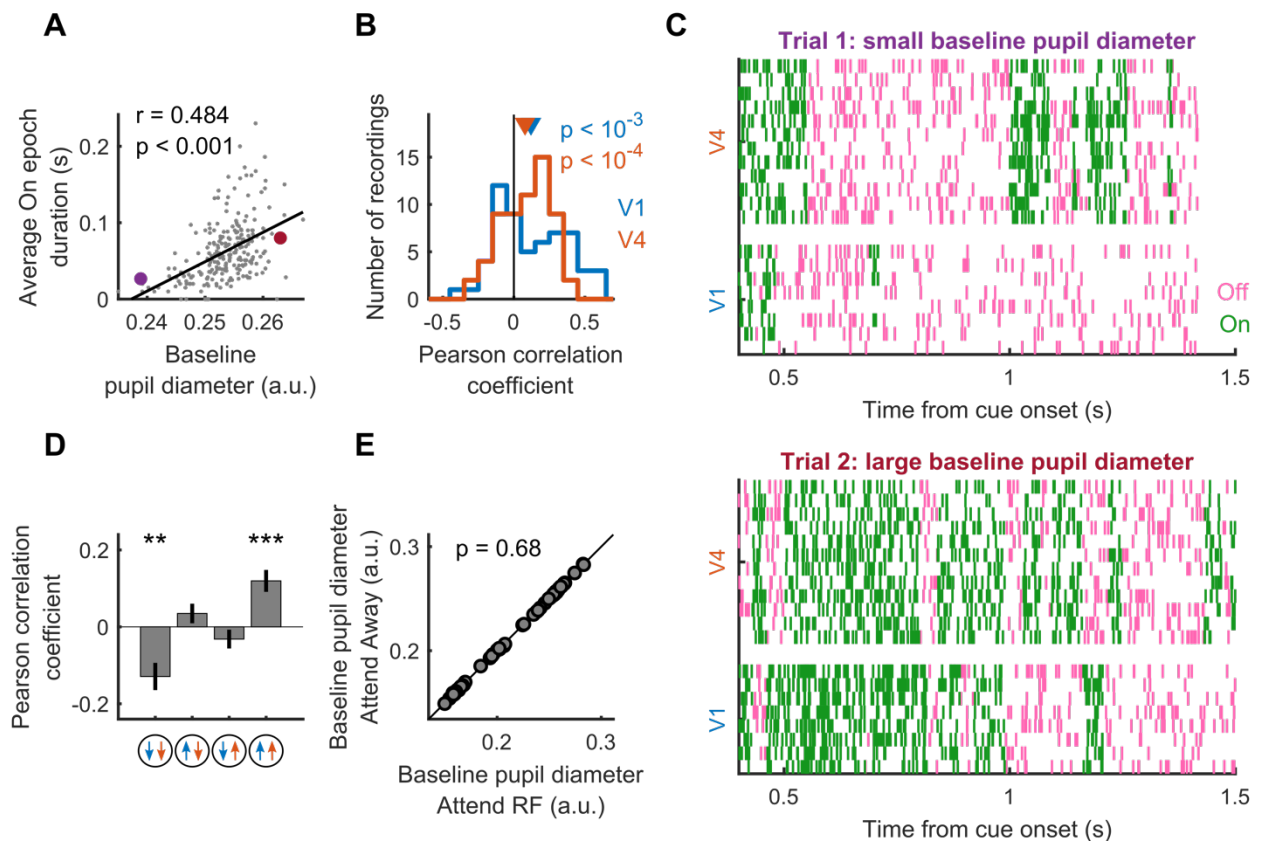 A
r = 0.484
p < 0.001
Average On epoch
duration (s)
0.2
0.1
0
0.24
0.25
0.26
Baseline
pupil diameter (a.u.)
B
p < 10-3
p < 10-4
V1
V4
Number of recordings
15
10
5
0
-0.5
0
0.5
Pearson correlation
coefficient
C
Trial 1: small baseline pupil diameter
V4
V1
Off
On
0.5
1
1.5
Time from cue onset (s)
Trial 2: large baseline pupil diameter
V4
V1
0.5
1
1.5
Time from cue onset (s)
D
**
***
Pearson correlation
coefficient
0.2
0
-0.2
E
p = 0.68
Baseline pupil diameter
Attend Away (a.u.)
0.3
0.2
0.2
0.3
Baseline pupil diameter
Attend RF (a.u.)